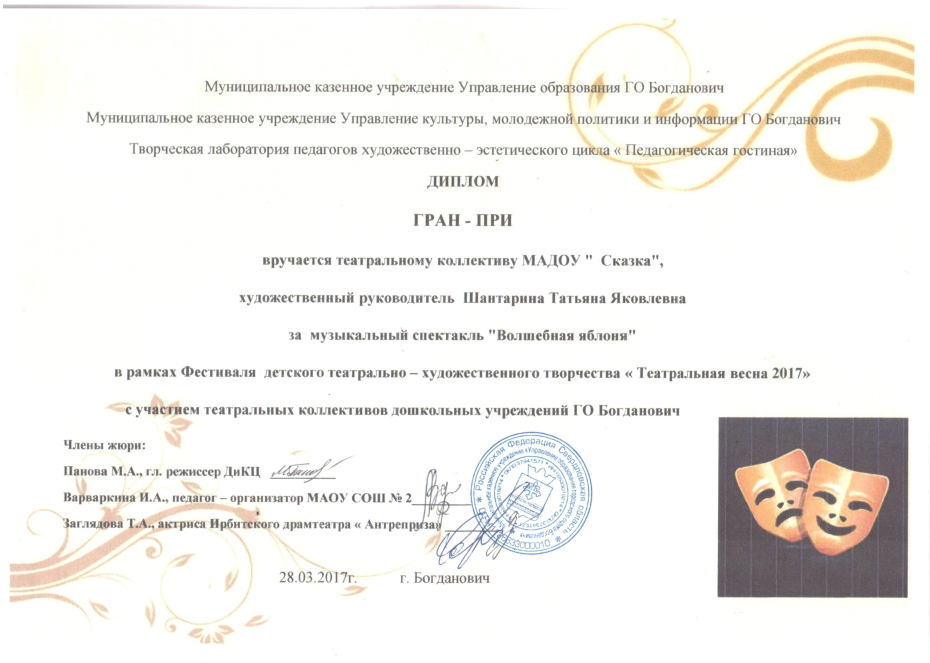 Муниципальное казенное учреждение Управление образования ГО Богданович
Муниципальное казенное учреждение Управление культуры, молодежной политики и информации ГО Богданович
Творческая лаборатория педагогов художественно – эстетического цикла « Педагогическая гостиная»
ДИПЛОМ
ГРАН - ПРИ
вручается театральному коллективу МАДОУ " Сказка",
художественный руководитель Шантарина Татьяна Яковлевна
за музыкальный спектакль "Волшебная яблоня"
в рамках Фестиваля детского театрально – художественного творчества « Театральная весна 2017»
с участием театральных коллективов дошкольных учреждений ГО Богданович
Члены жюри:
Панова М.А., гл. режиссер ДиКЦ
Варваркина И.А., педагог – организатор МАОУ СОШ № 2
Заглядова Т.А., актриса Ирбитского драмтеатра « Антреприза»
Российская Федерация Свердловская область
28.03.2017г. г. Богданович